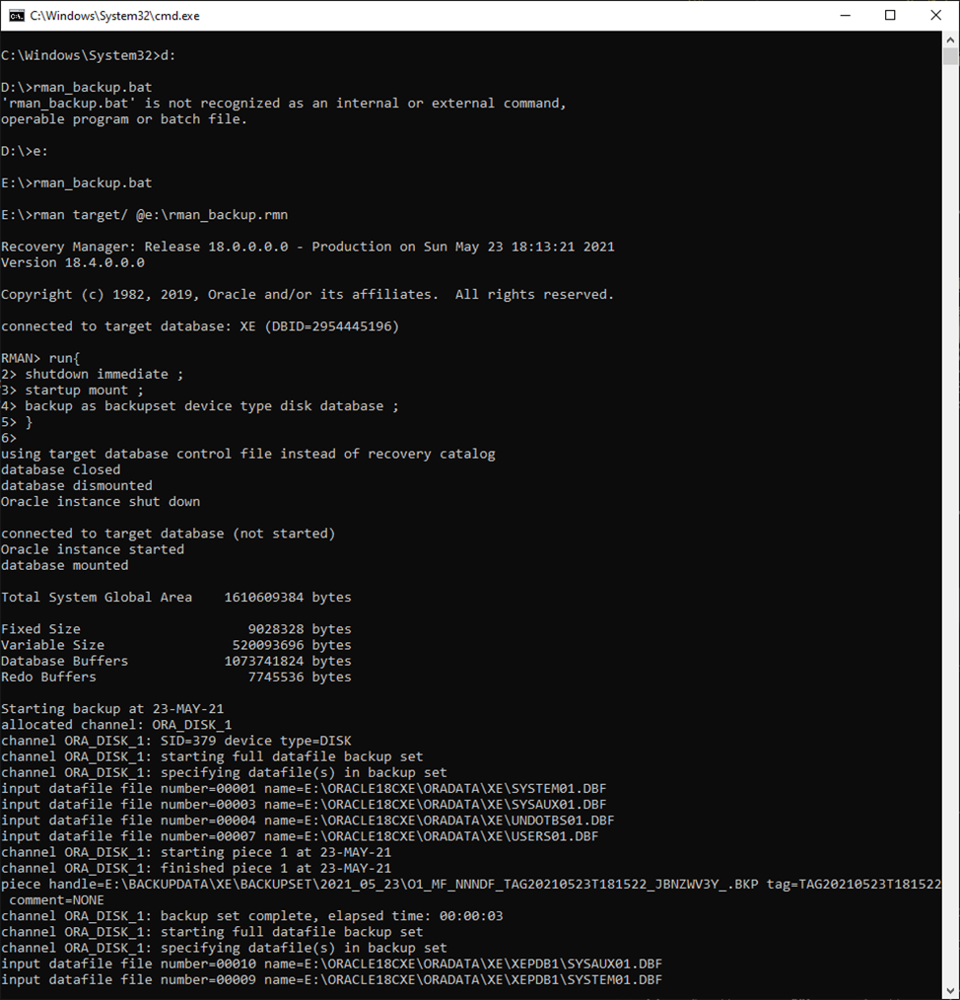 C:\Windows\System32\cmd.exe
C:\Windows\System32>d:
D:\>rman_backup.bat
'rman_backup.bat' is not recognized as an internal or external command,
operable program or batch file.
D:\>e:
E:\>rman_backup.bat
E:\>rman target/ @e:\rman_backup.rmn
Recovery Manager: Release 18.0.0.0.0 - Production on Sun May 23 18:13:21 2021
Version 18.4.0.0.0
Copyright (c) 1982, 2019, Oracle and/or its affiliates.  All rights reserved.
connected to target database: XE (DBID=2954445196)
RMAN> run{
2> shutdown immediate ;
3> startup mount ;
4> backup as backupset device type disk database ;
5> }
6>
using target database control file instead of recovery catalog
database closed
database dismounted
Oracle instance shut down
connected to target database (not started)
Oracle instance started
database mounted
Total System Global Area    1610609384 bytes
Fixed Size                     9028328 bytes
Variable Size                520093696 bytes
Database Buffers            1073741824 bytes
Redo Buffers                   7745536 bytes
Starting backup at 23-MAY-21
allocated channel: ORA_DISK_1
channel ORA_DISK_1: SID=379 device type=DISK
channel ORA_DISK_1: starting full datafile backup set
channel ORA_DISK_1: specifying datafile(s) in backup set
input datafile file number=00001 name=E:\ORACLE18CXE\ORADATA\XE\SYSTEM01.DBF
input datafile file number=00003 name=E:\ORACLE18CXE\ORADATA\XE\SYSAUX01.DBF
input datafile file number=00004 name=E:\ORACLE18CXE\ORADATA\XE\UNDOTBS01.DBF
input datafile file number=00007 name=E:\ORACLE18CXE\ORADATA\XE\USERS01.DBF
channel ORA_DISK_1: starting piece 1 at 23-MAY-21
channel ORA_DISK_1: finished piece 1 at 23-MAY-21
piece handle=E:\BACKUPDATA\XE\BACKUPSET\2021_05_23\O1_MF_NNNDF_TAG20210523T181522_JBNZWV3Y_.BKP tag=TAG20210523T181522
 comment=NONE
channel ORA_DISK_1: backup set complete, elapsed time: 00:00:03
channel ORA_DISK_1: starting full datafile backup set
channel ORA_DISK_1: specifying datafile(s) in backup set
input datafile file number=00010 name=E:\ORACLE18CXE\ORADATA\XE\XEPDB1\SYSAUX01.DBF
input datafile file number=00009 name=E:\ORACLE18CXE\ORADATA\XE\XEPDB1\SYSTEM01.DBF